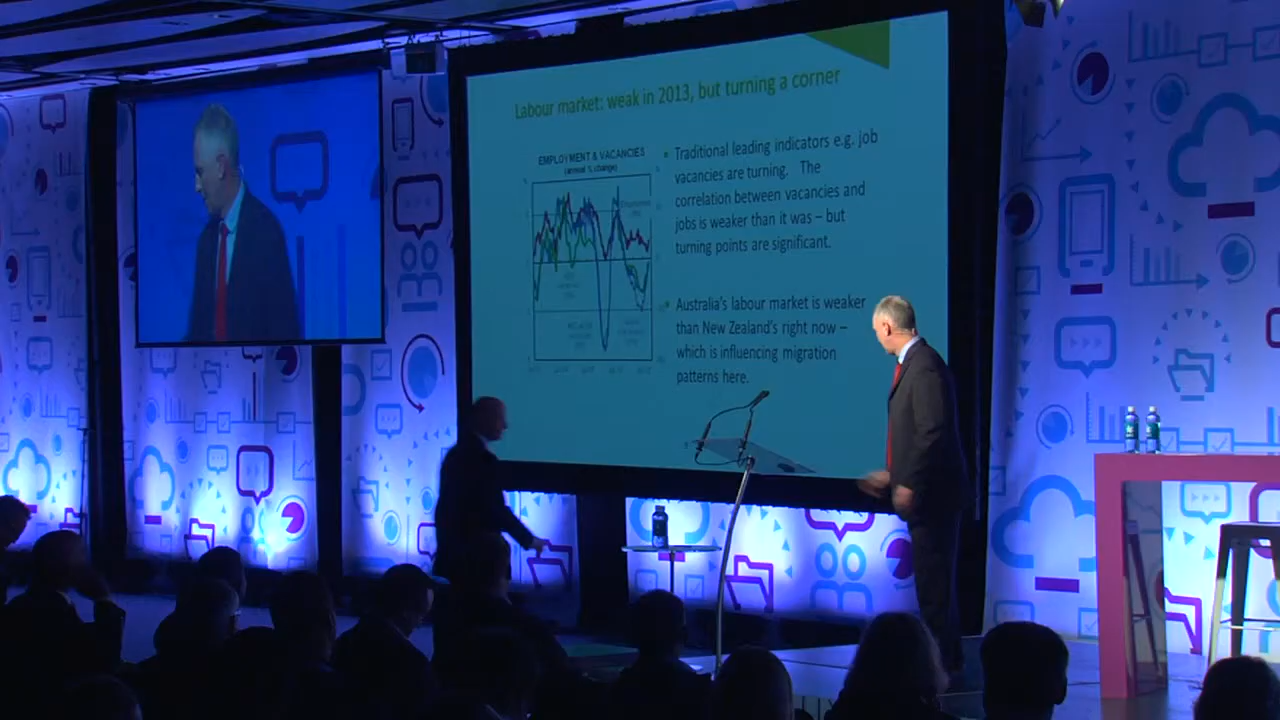 Labour market: weak in 2013, but turning a corner
EMPLOYMENT & VACANCIES
(annual % change)
Traditional leading indicators e.g. job
vacancies are turning. The
correlation between vacancies and
jobs is weaker than it was – but
turning points are significant.
Australia's labour market is weaker
than New Zealand's right now –
which is influencing migration
patterns here.